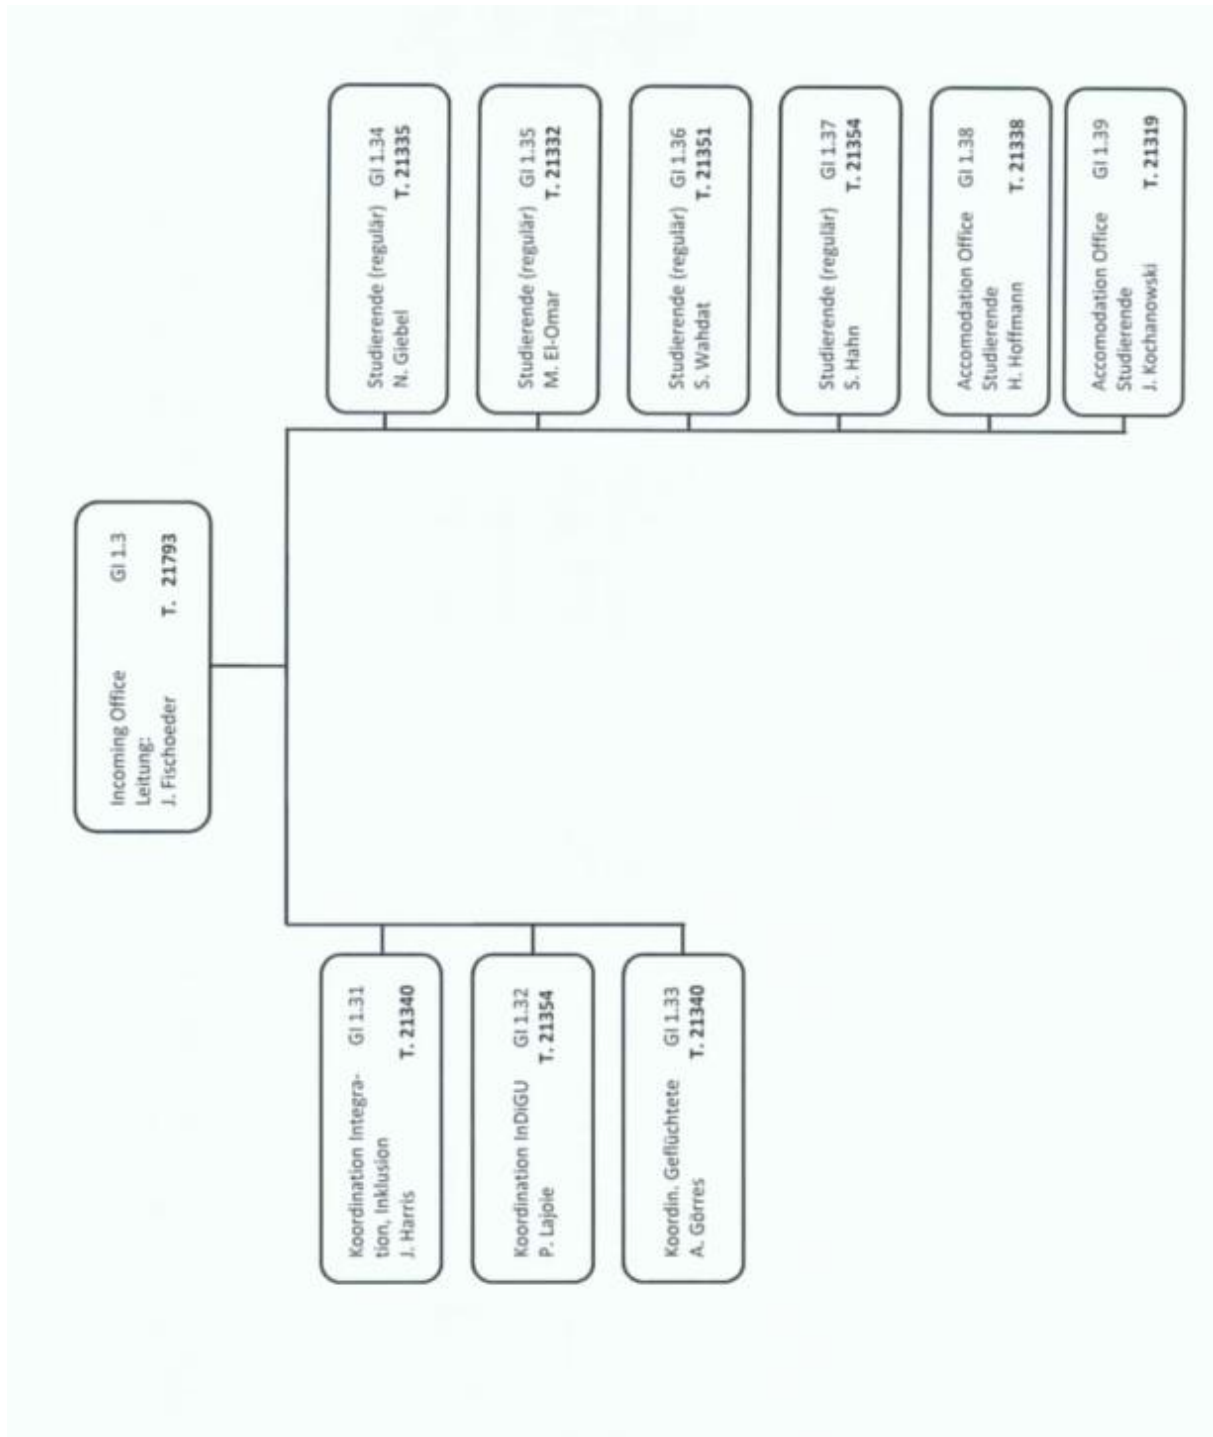 Incoming Office GI 1.3
Leitung:
J. Fischoeder T. 21793
Koordination Integra- GI 1.31
tion, Inklusion
J. Harris T. 21340
Koordination InDiGU GI 1.32
P. Lajoie T. 21354
Koordin. Geflüchtete GI 1.33
A. Görres T. 21340
Studierende (regulär) GI 1.34
N. Giebel T. 21335
Studierende (regulär) GI 1.35
M. El-Omar T. 21332
Studierende (regulär) GI 1.36
S. Wahdat T. 21351
Studierende (regulär) GI 1.37
S. Hahn T. 21354
Accomodation Office GI 1.38
Studierende
H. Hoffmann T. 21338
Accomodation Office GI 1.39
Studierende
J. Kochanowski T. 21319